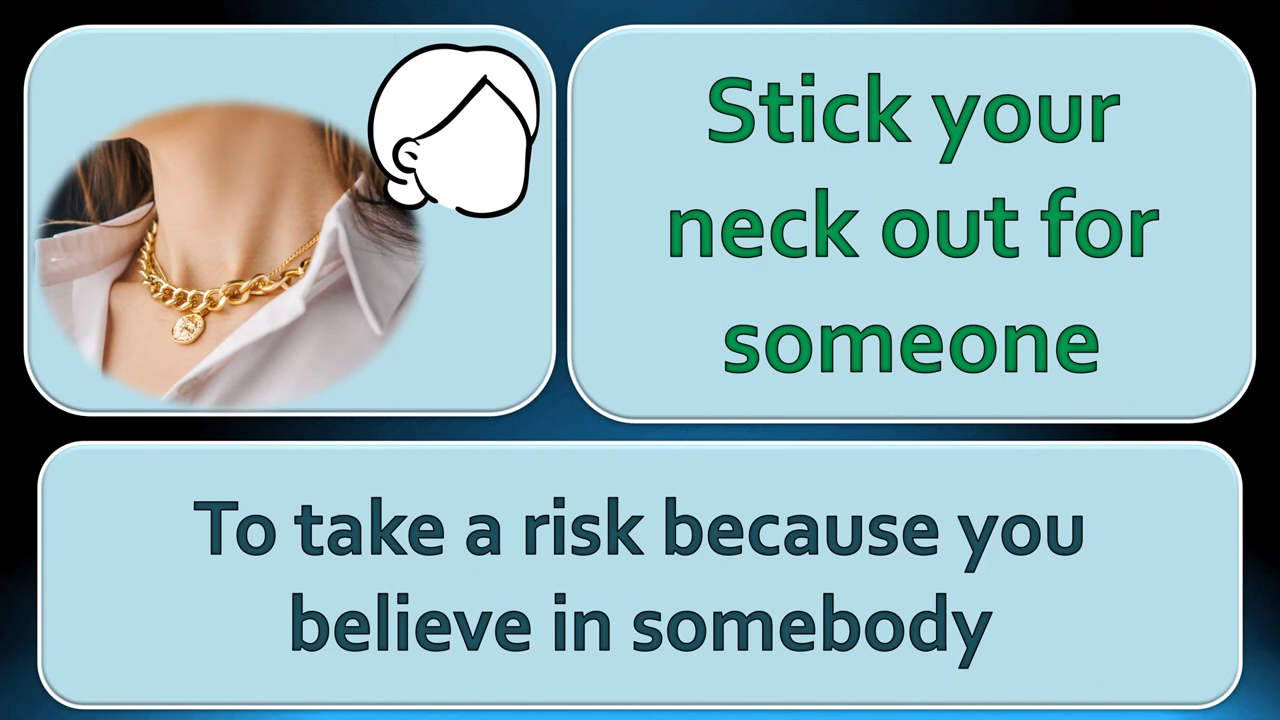 Stick your
neck out for
someone
To take a risk because you
believe in somebody